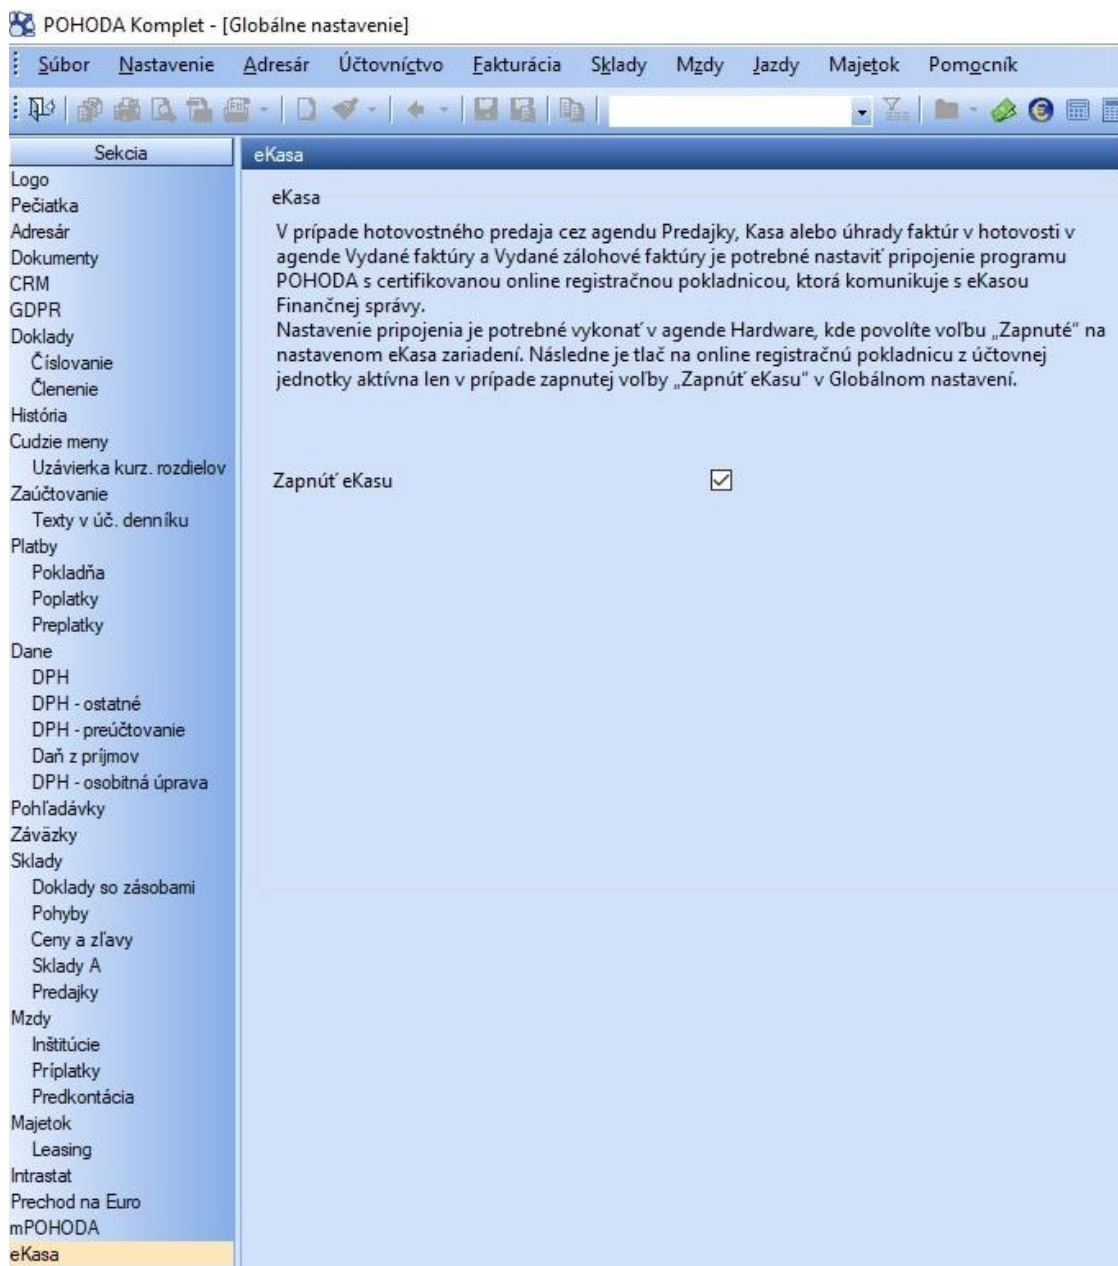 POHODA Komplet - [Globálne nastavenie]
Súbor Nastavenie Adresár Účtovníctvo Fakturácia Sklady Mzdy Jazdy Majetok Pomocník
Sekcia
Logo
Pečiatka
Adresár
Dokumenty
CRM
GDPR
Doklady
Číslovanie
Členenie
História
Cudzie meny
Uzávierka kurz. rozdielov
Zaúčtovanie
Texty v úč. denníku
Platby
Pokladňa
Poplatky
Preplatky
Dane
DPH
DPH - ostatné
DPH - preúčtovanie
Daň z príjmov
DPH - osobitná úprava
Pohľadávky
Záväzky
Sklady
Doklady so zásobami
Pohyby
Ceny a zľavy
Sklady A
Predajky
Mzdy
Inštitúcie
Príplatky
Predkontácia
Majetok
Leasing
Intrastat
Prechod na Euro
mPOHODA
eKasa
eKasa
eKasa
V prípade hotovostného predaja cez agendu Predajky, Kasa alebo úhrady faktúr v hotovosti v
agende Vydané faktúry a Vydané zálohové faktúry je potrebné nastaviť pripojenie programu
POHODA s certifikovanou online registračnou pokladnicou, ktorá komunikuje s eKasou
Finančnej správy.
Nastavenie pripojenia je potrebné vykonať v agende Hardware, kde povolíte voľbu „Zapnuté" na
nastavenom eKasa zariadení. Následne je tlač na online registračnú pokladnicu z účtovnej
jednotky aktívna len v prípade zapnutej voľby „Zapnúť eKasu" v Globálnom nastavení.
Zapnúť eKasu